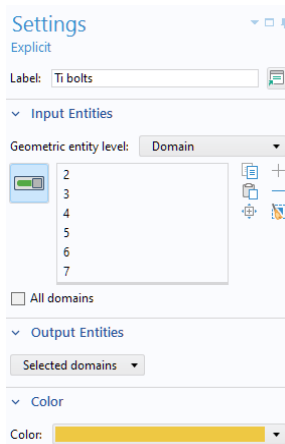 Settings
Explicit
Label: Ti bolts
Input Entities
Geometric entity level: Domain
2
3
4
5
6
7
All domains
Output Entities
Selected domains
Color
Color: